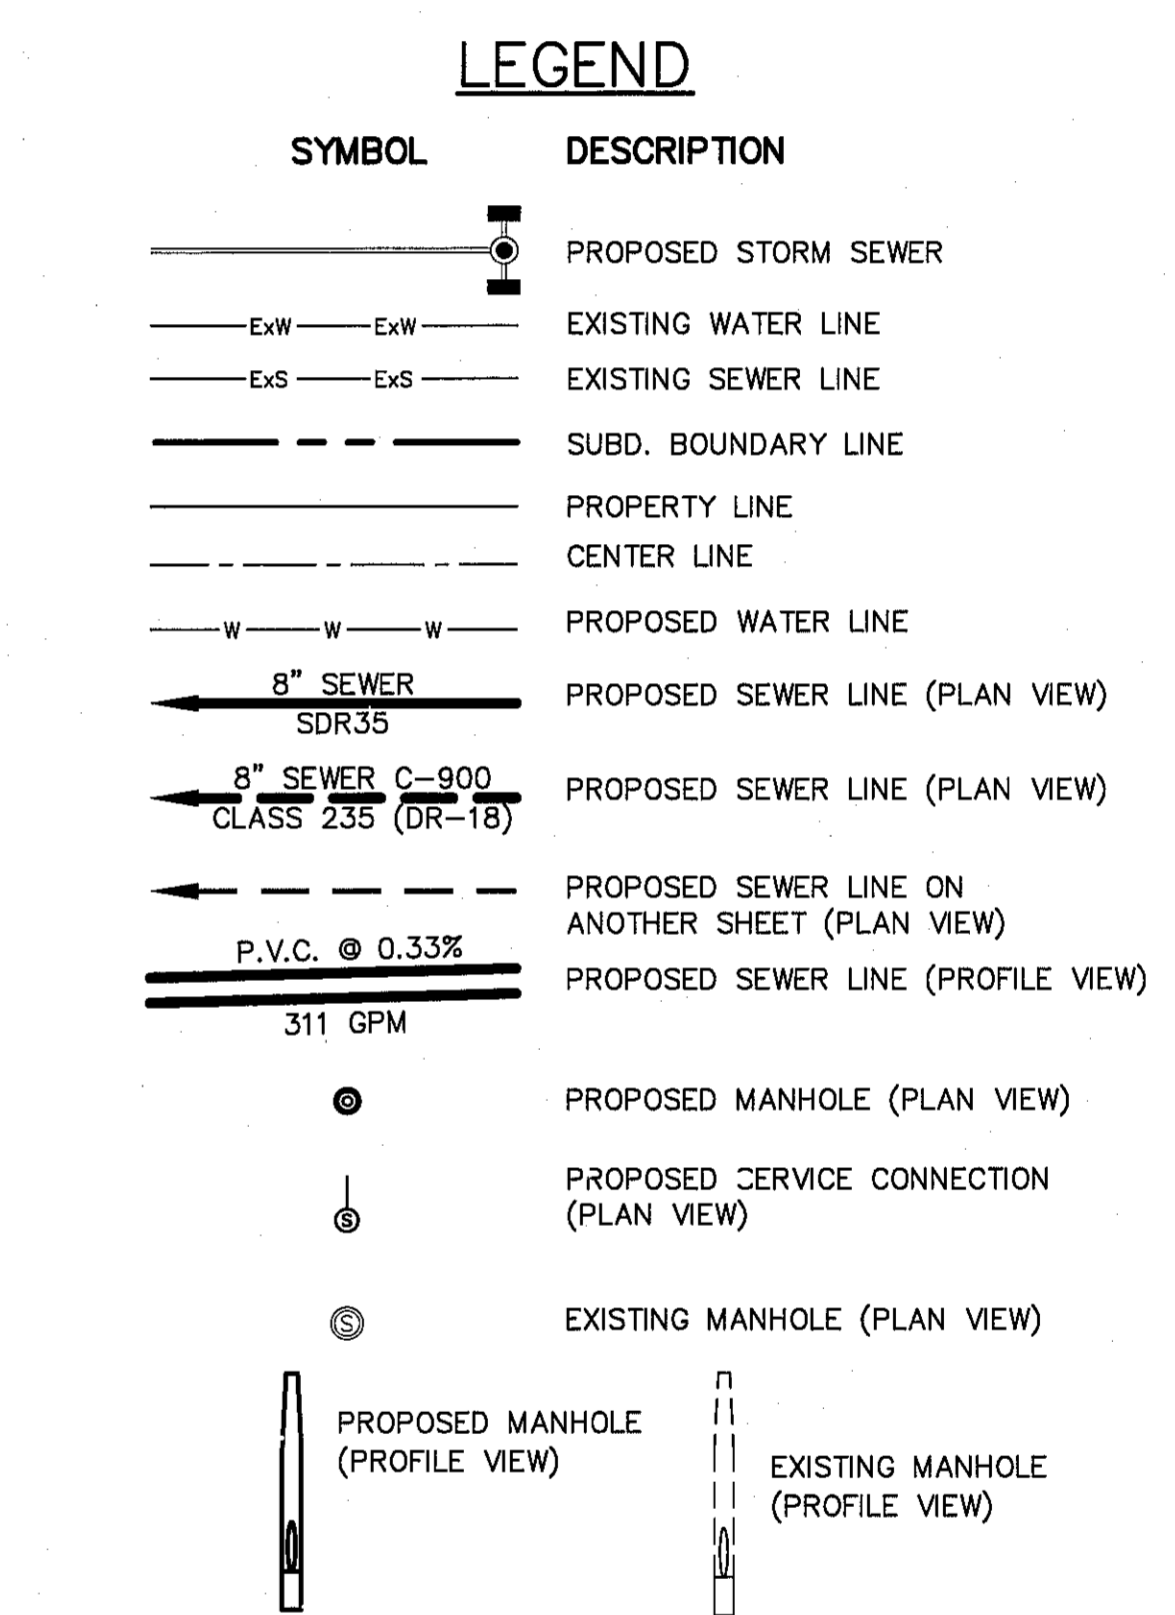 LEGEND
SYMBOL DESCRIPTION
PROPOSED STORM SEWER
ExW ExW EXISTING WATER LINE
ExS ExS EXISTING SEWER LINE
SUBD. BOUNDARY LINE
PROPERTY LINE
CENTER LINE
W W W PROPOSED WATER LINE
8" SEWER
SDR35
PROPOSED SEWER LINE (PLAN VIEW)
8" SEWER C-900
CLASS 235 (DR-18)
PROPOSED SEWER LINE (PLAN VIEW)
PROPOSED SEWER LINE ON
ANOTHER SHEET (PLAN VIEW)
P.V.C. @ 0.33%
311 GPM
PROPOSED SEWER LINE (PROFILE VIEW)
PROPOSED MANHOLE (PLAN VIEW)
S
PROPOSED SERVICE CONNECTION
(PLAN VIEW)
S
EXISTING MANHOLE (PLAN VIEW)
PROPOSED MANHOLE
(PROFILE VIEW)
EXISTING MANHOLE
(PROFILE VIEW)